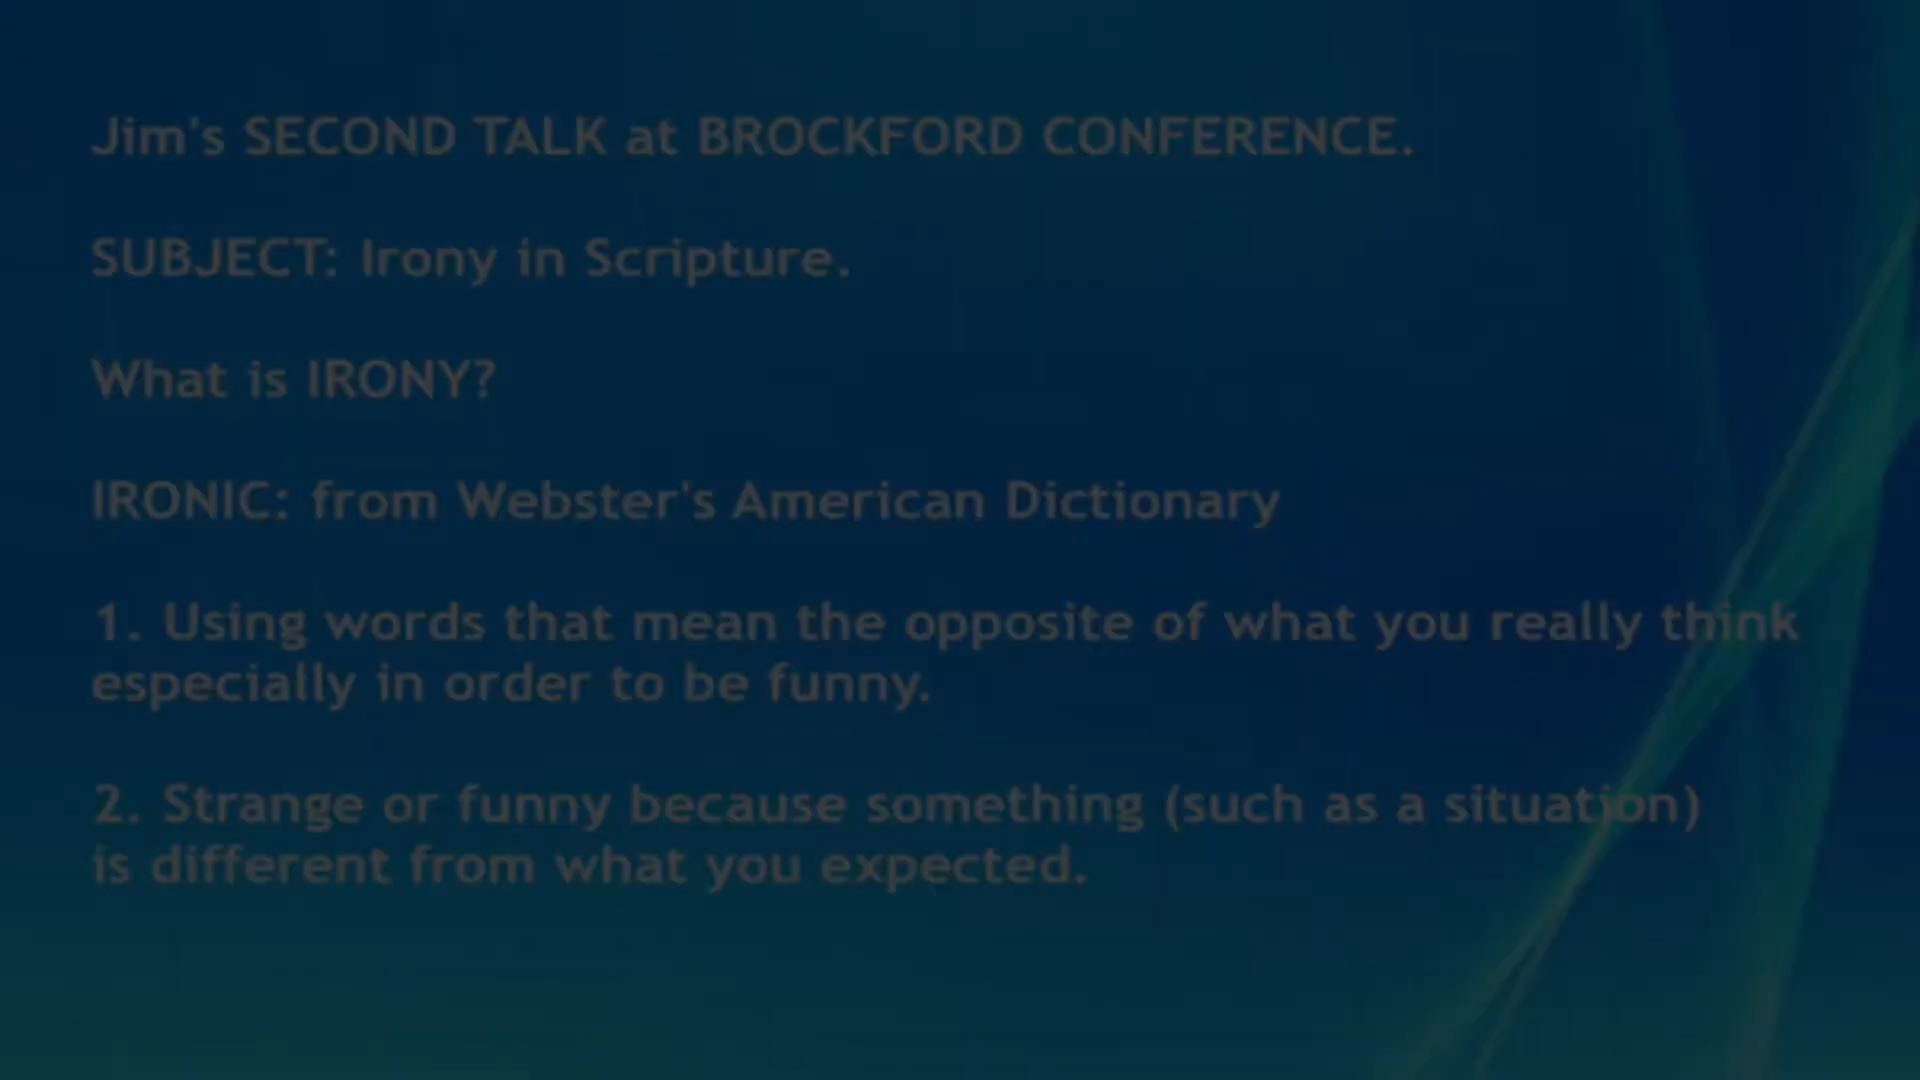 Jim's SECOND TALK at BROCKFORD CONFERENCE.
SUBJECT: Irony in Scripture.
What is IRONY?
IRONIC: from Webster's American Dictionary
1. Using words that mean the opposite of what you really think
especially in order to be funny.
2. Strange or funny because something (such as a situation)
is different from what you expected.